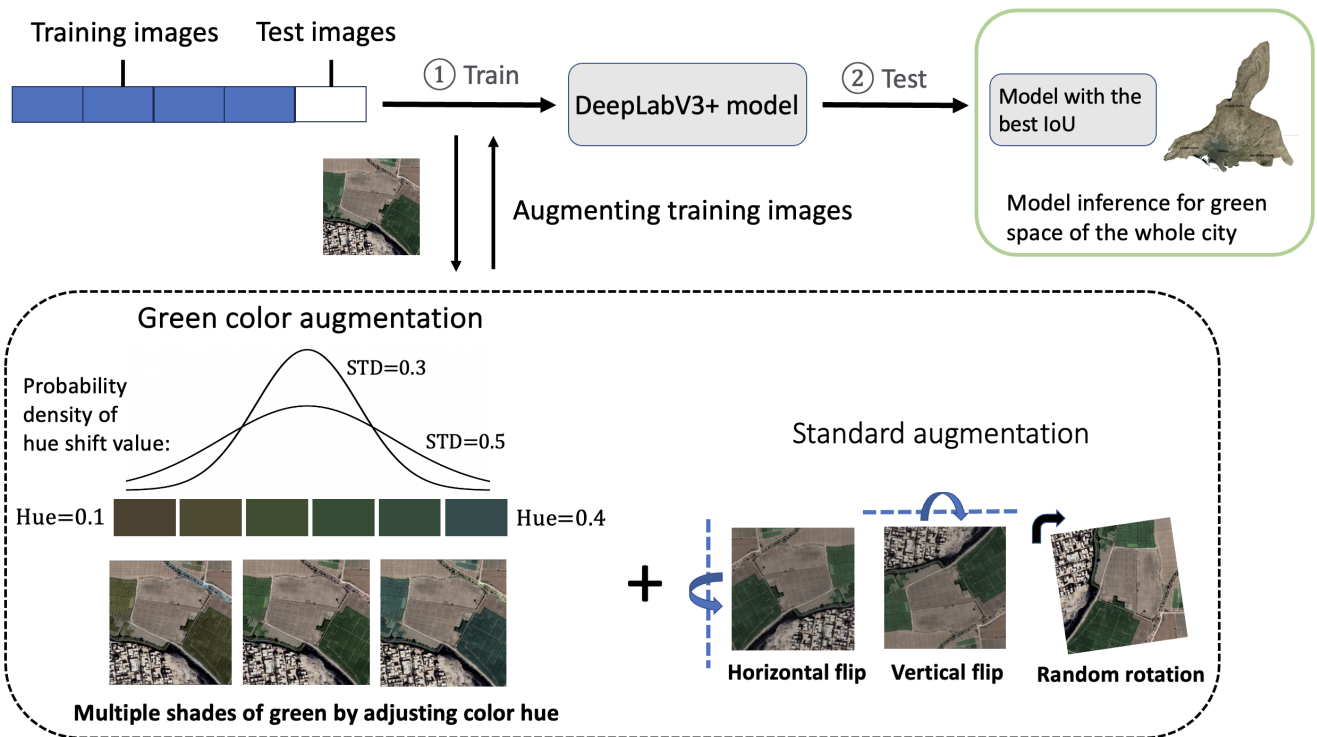 Training images
Test images
① Train
DeepLabV3+ model
② Test
Model with the
best IoU
Model inference for green
space of the whole city
Augmenting training images
Green color augmentation
STD=0.3
Probability
density of
hue shift value:
STD=0.5
Hue=0.1
Hue=0.4
Multiple shades of green by adjusting color hue
+
Standard augmentation
Horizontal flip
Vertical flip
Random rotation